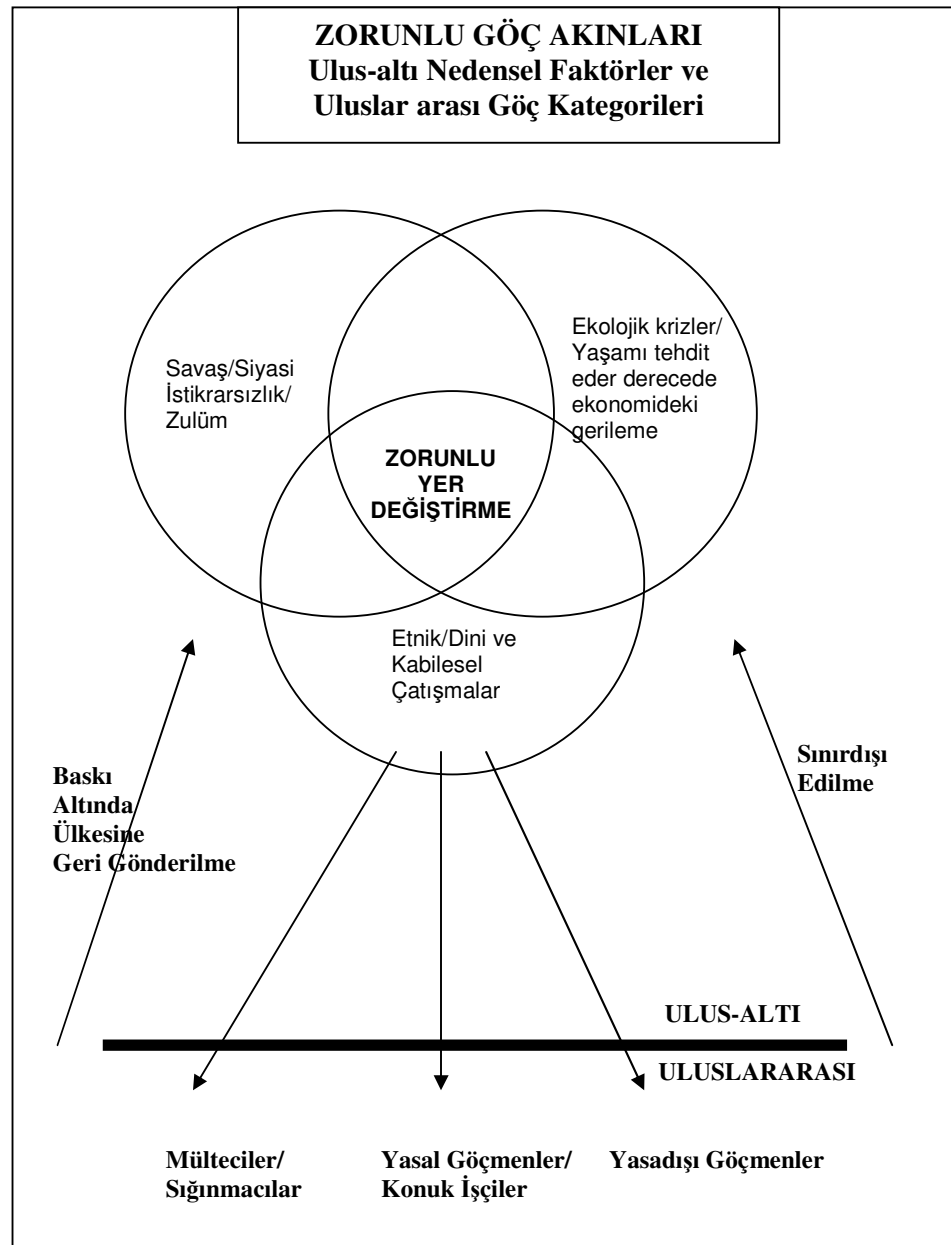 ZORUNLU GÖÇ AKINLARI
Ulus-altı Nedensel Faktörler ve
Uluslar arası Göç Kategorileri
Savaş/Siyasi
İstikrarsızlık/
Zulüm
Ekolojik krizler/
Yaşamı tehdit
eder derecede
ekonomideki
gerileme
ZORUNLU
YER
DEĞİŞTİRME
Etnik/Dini ve
Kabilesel
Çatışmalar
Baskı
Altında
Ülkesine
Geri Gönderilme
Sınırdışı
Edilme
ULUS-ALTI
ULUSLARARASI
Mülteciler/
Sığınmacılar
Yasal Göçmenler/
Konuk İşçiler
Yasadışı Göçmenler